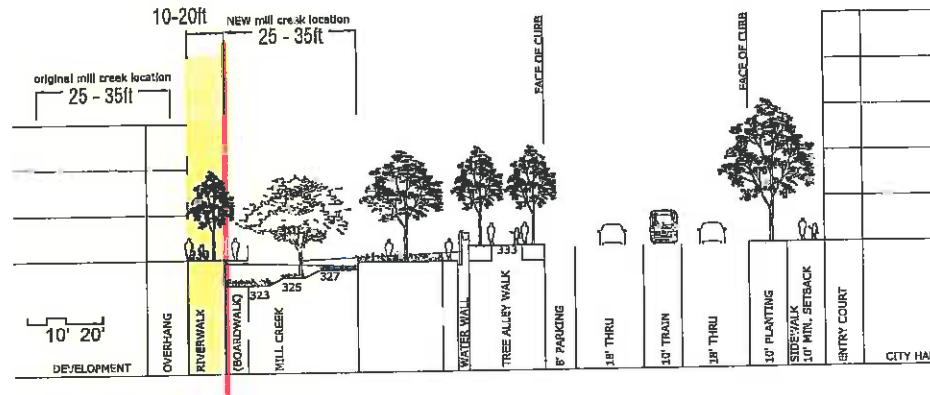 10-20ft
NEW mill creek location
25 - 35ft
original mill creek location
25 - 35ft
FACE OF CURB
FACE OF CURB
323
325
327
333
10' 20'
DEVELOPMENT
OVERHANG
RIVERWALK
(BOARDWALK)
MILL CREEK
WATER WALL
TREE ALLEY WALK
8' PARKING
18' THRU
10' TRAIN
18' THRU
10' PLANTING
SIDEWALK
10' MIN. SETBACK
ENTRY COURT
CITY HA